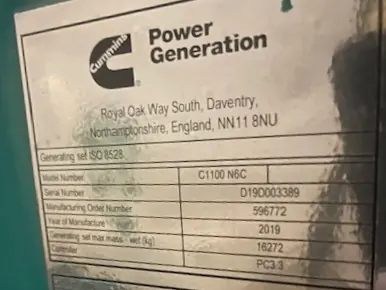 Cummins
Power
Generation
Royal Oak Way South, Daventry,
Northamptonshire, England, NN11 8NU
Generating set ISO 8528
Model Number C1100 N6C
Serial Number D19D003389
Manufacturing Order Number 596772
Year of Manufacture 2019
Generating set max mass - wet (kg) 16272
Controller PC3.3